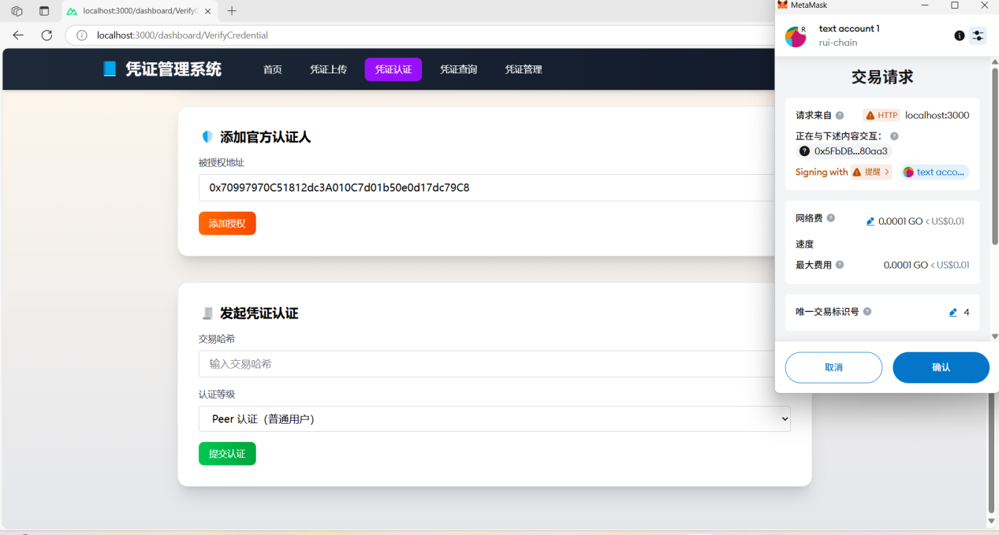 localhost:3000/dashboard/VerifyC
localhost:3000/dashboard/VerifyCredential
凭证管理系统
首页
凭证上传
凭证认证
凭证查询
凭证管理
添加官方认证人
被授权地址
0x70997970C51812dc3A010C7d01b50e0d17dc79C8
添加授权
发起凭证认证
交易哈希
输入交易哈希
认证等级
Peer 认证（普通用户）
提交认证
MetaMask
R
text account 1
rui-chain
交易请求
请求来自 HTTP localhost:3000
正在与下述内容交互：
0x5FbDB...80aa3
Signing with 提醒 text acco...
网络费 0.0001 GO < US$0.01
速度
最大费用 0.0001 GO < US$0.01
唯一交易标识号 4
取消
确认